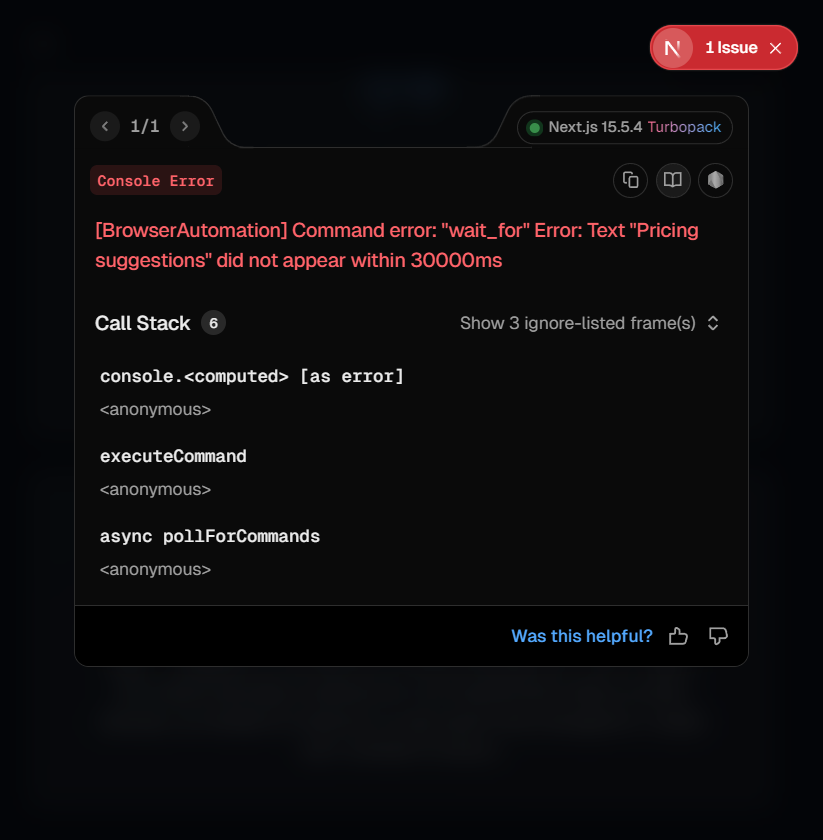 1 Issue
1/1
Next.js 15.5.4 Turbopack
Console Error
[BrowserAutomation] Command error: "wait_for" Error: Text "Pricing
suggestions" did not appear within 30000ms
Call Stack 6
Show 3 ignore-listed frame(s)
console.<computed> [as error]
<anonymous>
executeCommand
<anonymous>
async pollForCommands
<anonymous>
Was this helpful?